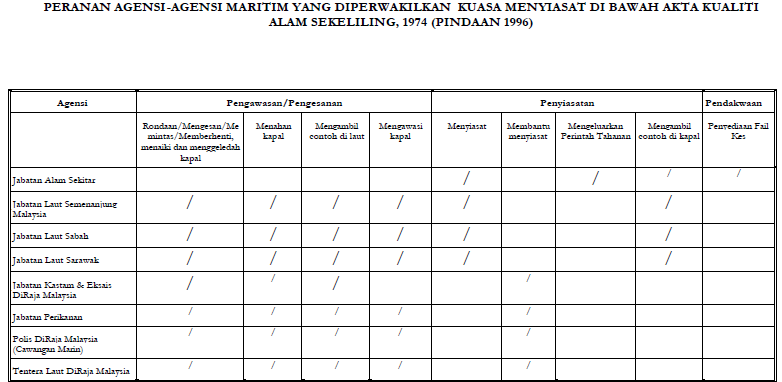 PERANAN AGENSI-AGENSI MARITIM YANG DIPERWAKILKAN KUASA MENYIASAT DI BAWAH AKTA KUALITI
ALAM SEKELILING, 1974 (PINDAAN 1996)
Agensi Pengawasan/Pengesanan Penyiasatan Pendakwaan
Rondaan/Mengesan/Me
mintas/Memberhenti,
menaiki dan menggeledah
kapal
Menahan
kapal
Mengambil
contoh di laut
Mengawasi
kapal
Menyiasat
Membantu
menyiasat
Mengeluarkan
Perintah Tahanan
Mengambil
contoh di kapal
Penyediaan Fail
Kes
Jabatan Alam Sekitar / / / /
Jabatan Laut Semenanjung
Malaysia / / / / / /
Jabatan Laut Sabah / / / / / /
Jabatan Laut Sarawak / / / / / /
Jabatan Kastam & Eksais
DiRaja Malaysia / / / /
Jabatan Perikanan / / / / /
Polis DiRaja Malaysia
(Cawangan Marin) / / / / /
Tentera Laut DiRaja Malaysia / / / / /